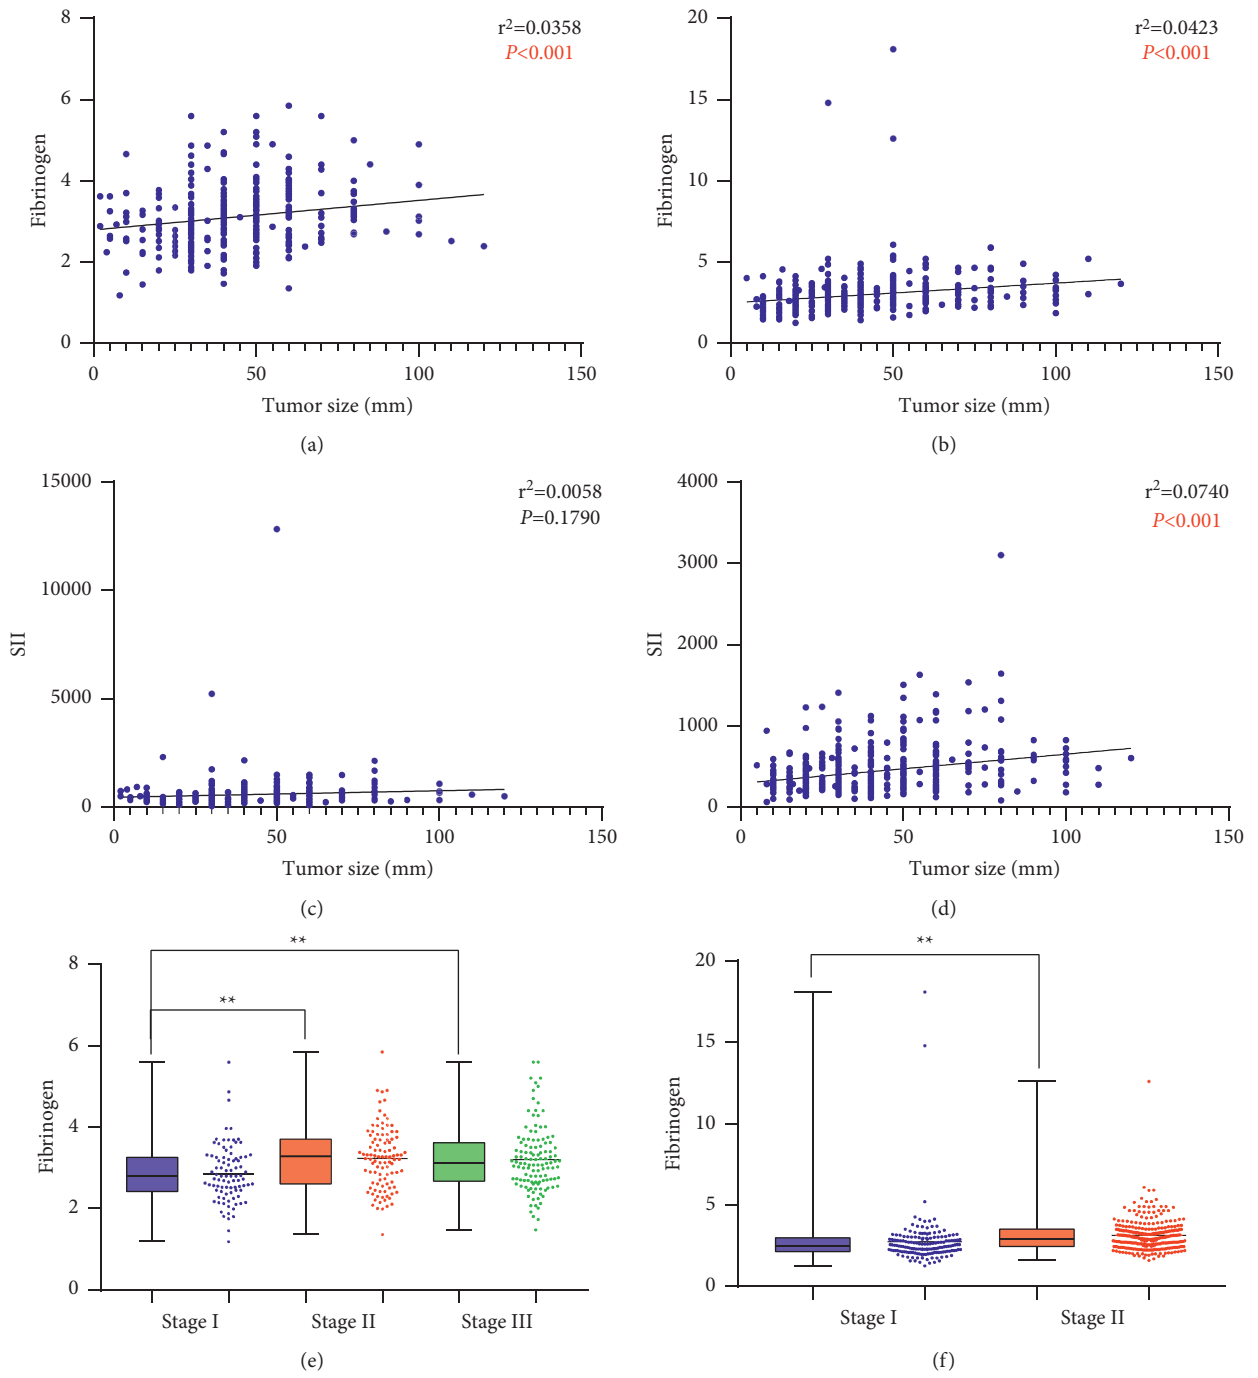 r²=0.0358
P<0.001
8
6
4
2
0
Fibrinogen
0 50 100 150
Tumor size (mm)
(a)
r²=0.0423
P<0.001
20
15
10
5
0
Fibrinogen
0 50 100 150
Tumor size (mm)
(b)
r²=0.0058
P=0.1790
15000
10000
5000
0
SII
0 50 100 150
Tumor size (mm)
(c)
r²=0.0740
P<0.001
4000
3000
2000
1000
0
SII
0 50 100 150
Tumor size (mm)
(d)
**
**
8
6
4
2
0
Fibrinogen
Stage I Stage II Stage III
(e)
**
20
15
10
5
0
Fibrinogen
Stage I Stage II
(f)